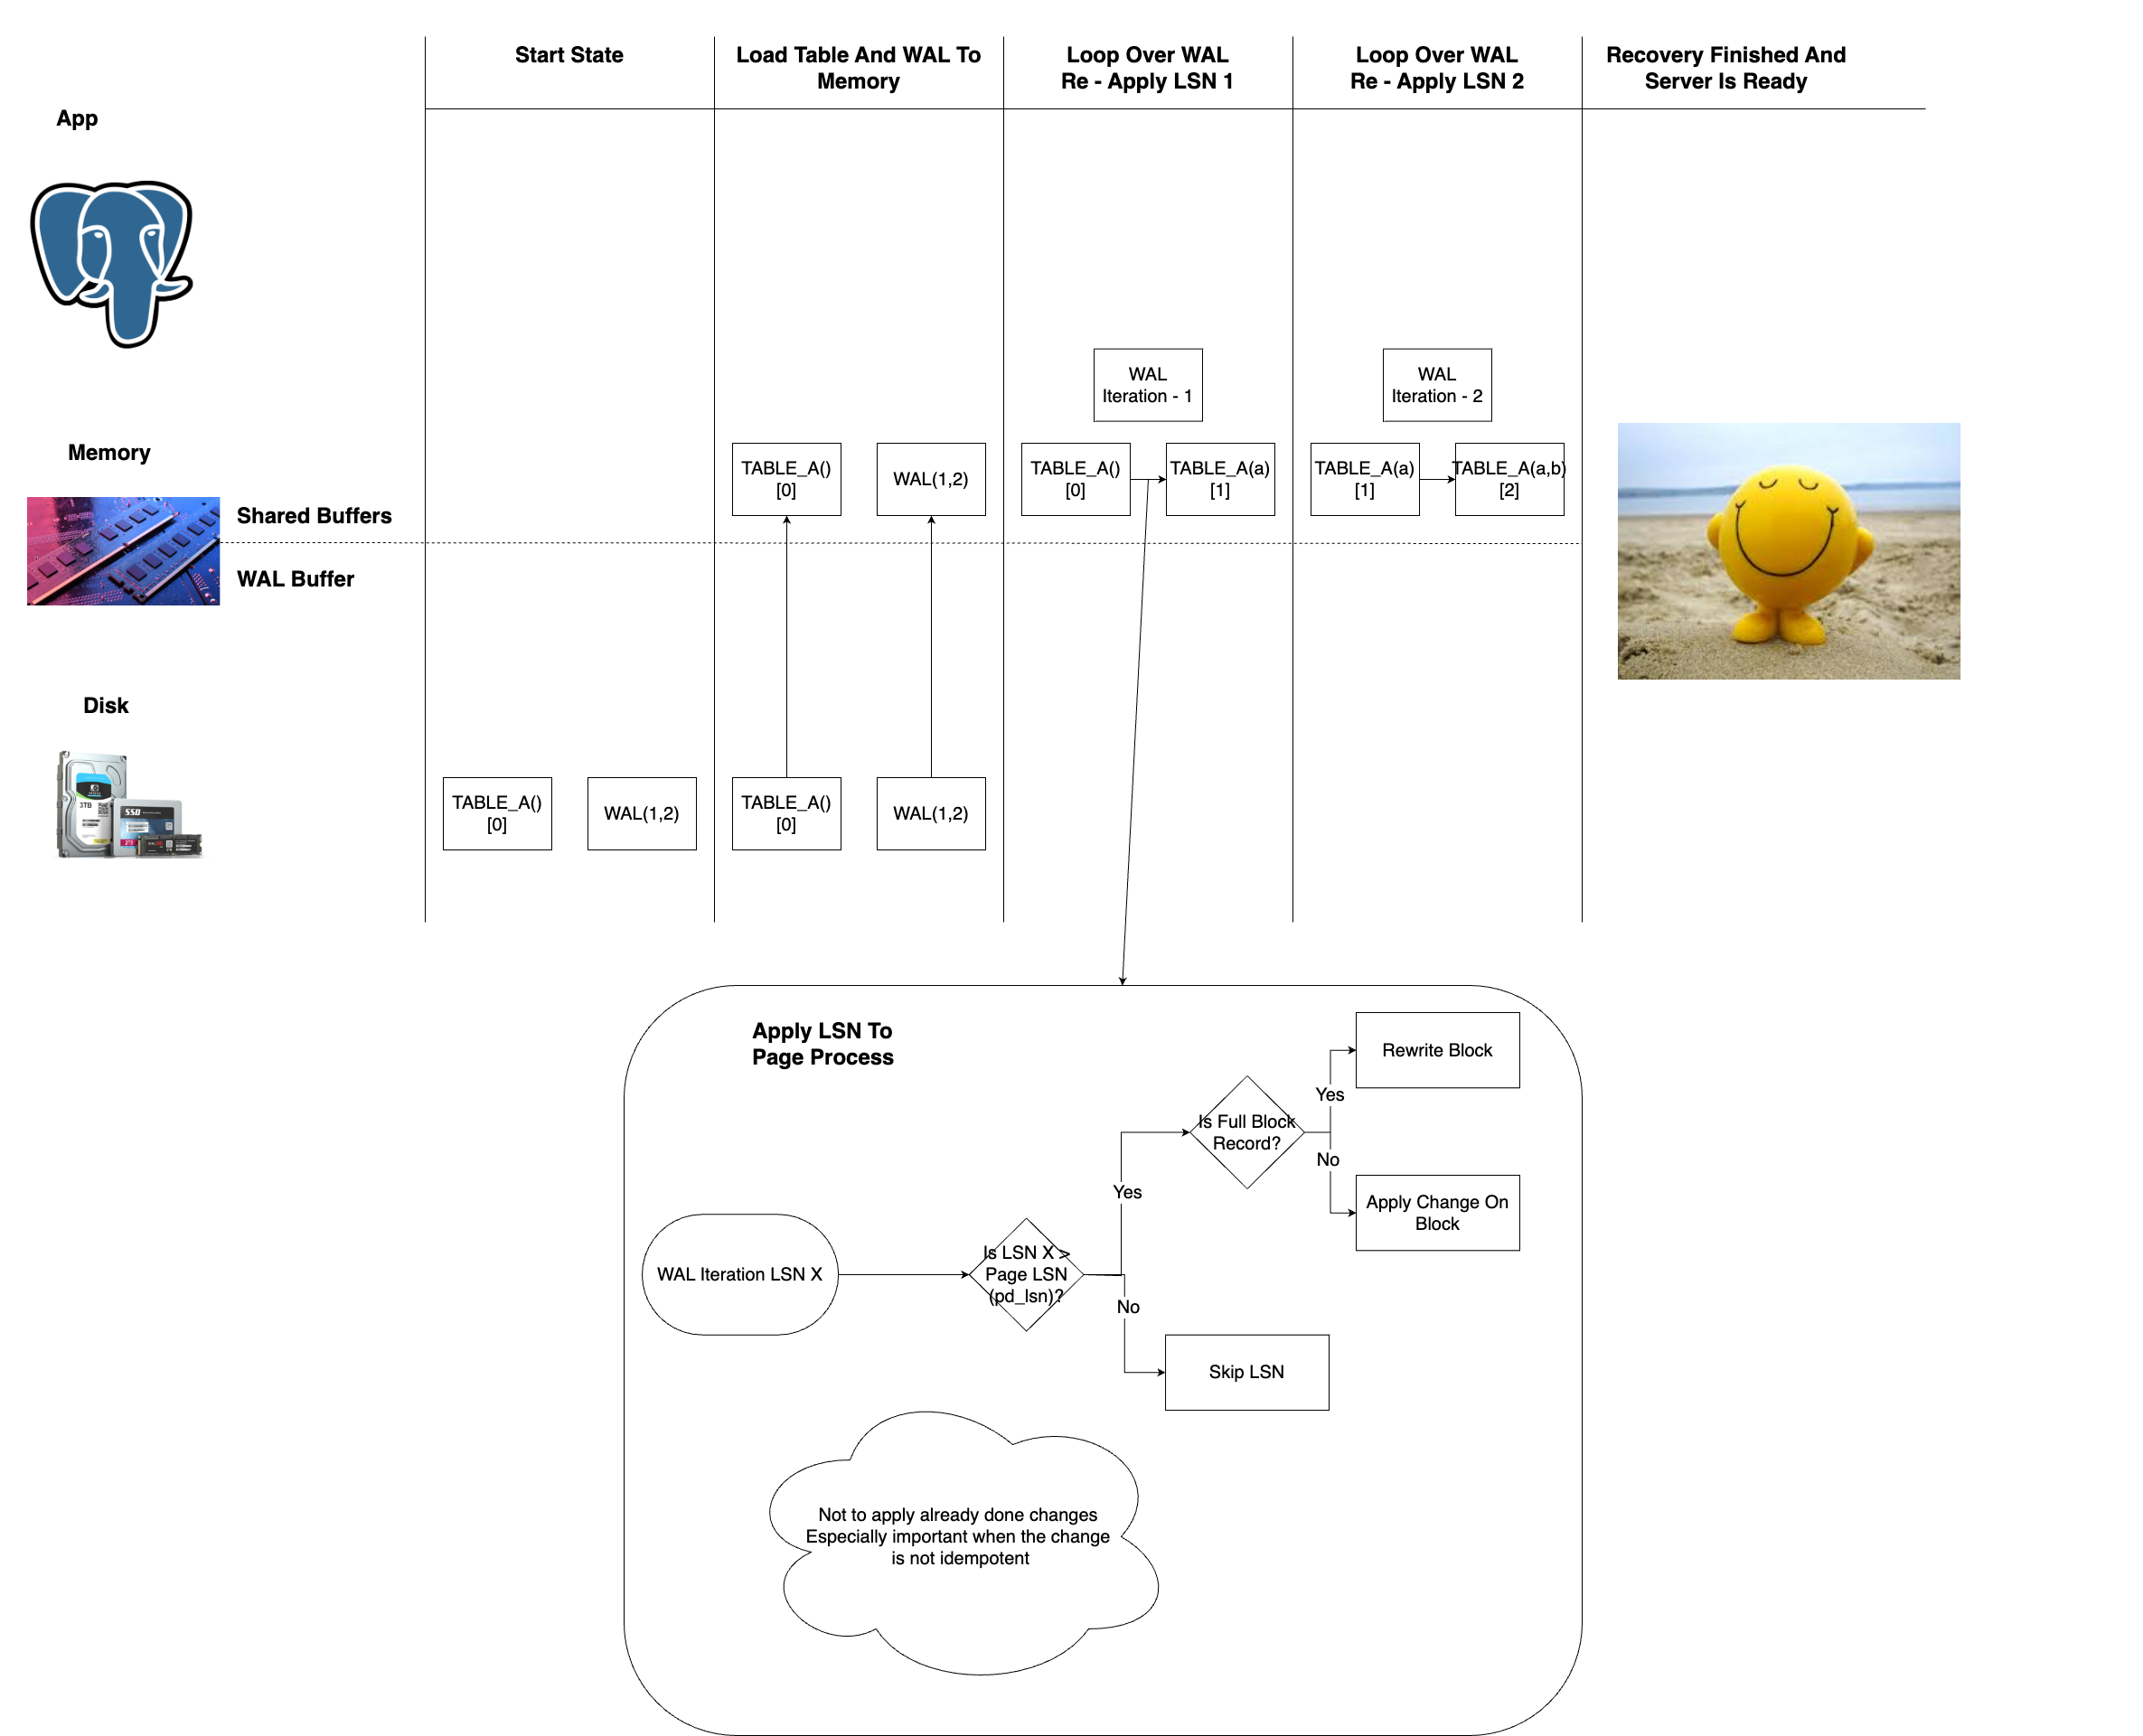 Start State
Load Table And WAL To
Memory
Loop Over WAL
Re - Apply LSN 1
Loop Over WAL
Re - Apply LSN 2
Recovery Finished And
Server Is Ready
App
WAL
Iteration - 1
WAL
Iteration - 2
Memory
Shared Buffers
WAL Buffer
TABLE_A()
[0]
WAL(1,2)
TABLE_A()
[0]
TABLE_A(a)
[1]
TABLE_A(a)
[1]
TABLE_A(a,b)
[2]
Disk
3TB
SSD
TABLE_A()
[0]
WAL(1,2)
TABLE_A()
[0]
WAL(1,2)
Apply LSN To
Page Process
Rewrite Block
Yes
Is Full Block
Record?
No
Apply Change On
Block
Yes
WAL Iteration LSN X
Is LSN X >
Page LSN
(pd_lsn)?
No
Skip LSN
Not to apply already done changes
Especially important when the change
is not idempotent